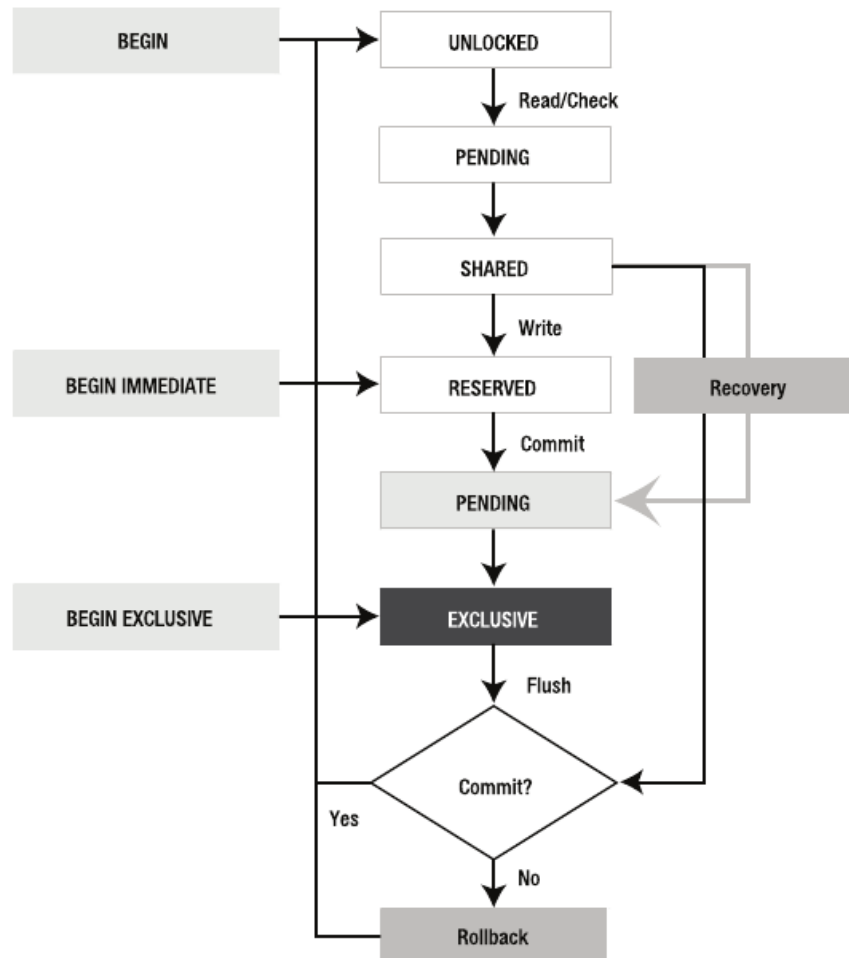 BEGIN
UNLOCKED
Read/Check
PENDING
SHARED
Write
BEGIN IMMEDIATE
RESERVED
Recovery
Commit
PENDING
BEGIN EXCLUSIVE
EXCLUSIVE
Flush
Commit?
Yes
No
Rollback